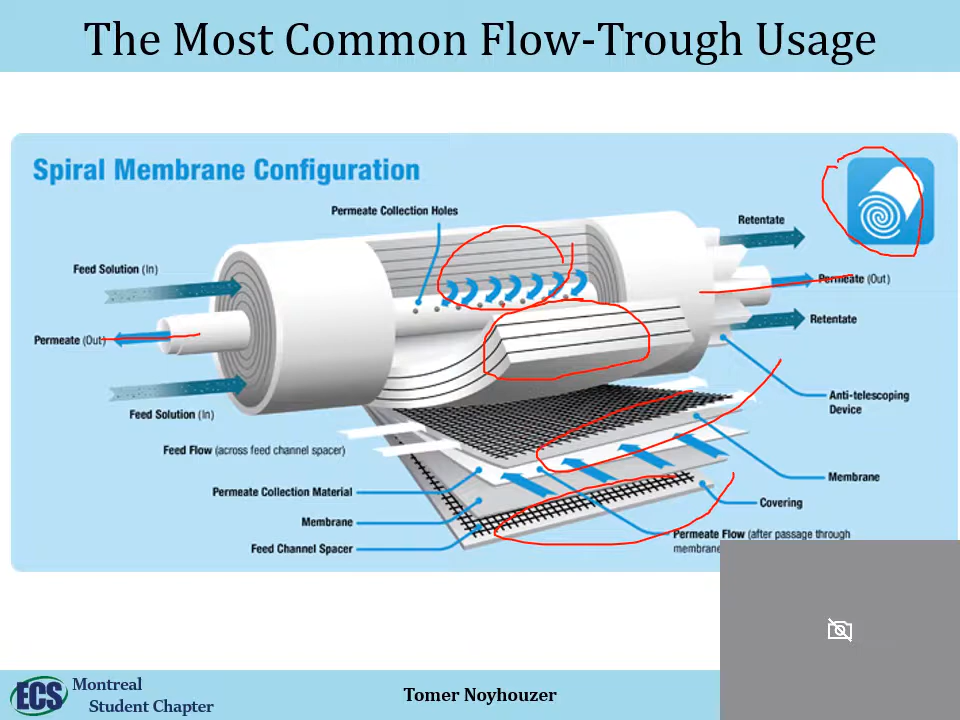 The Most Common Flow-Trough Usage
Spiral Membrane Configuration
Permeate Collection Holes
Retentate
Feed Solution (In)
Permeate (Out)
Permeate (Out)
Retentate
Feed Solution (In)
Anti-telescoping
Device
Feed Flow (across feed channel spacer)
Membrane
Permeate Collection Material
Covering
Membrane
Permeate Flow (after passage through
membrane
Feed Channel Spacer
ECS Montreal
Student Chapter
Tomer Noyhouzer